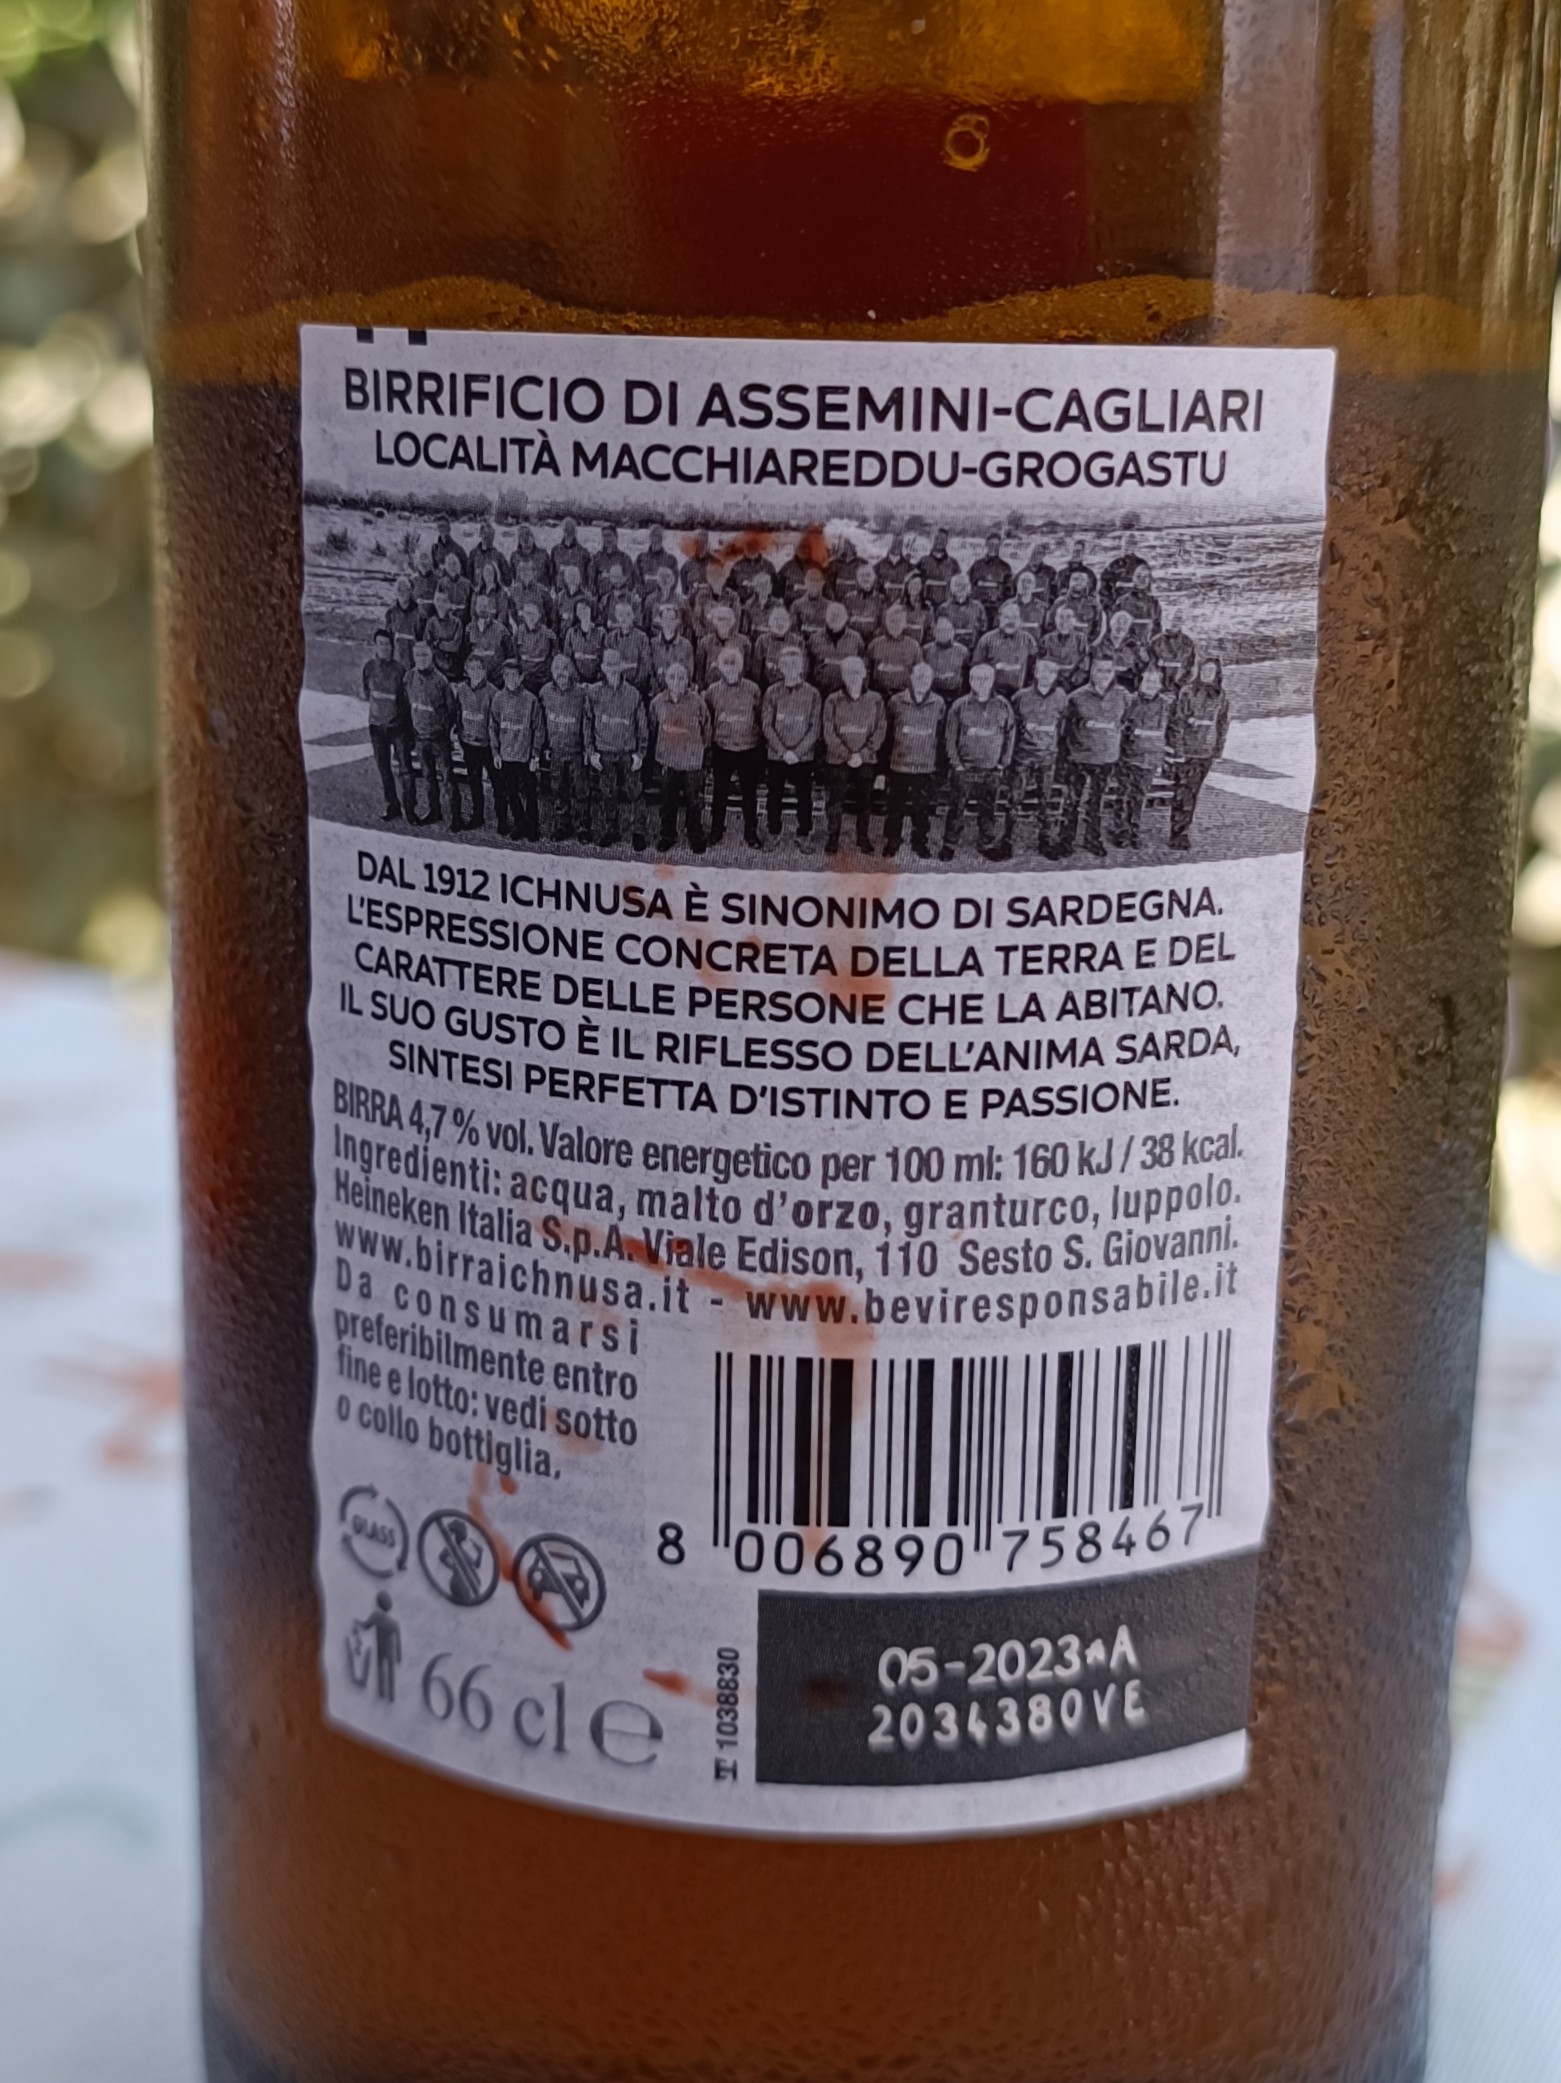 BIRRIFICIO DI ASSEMINI-CAGLIARI
LOCALITÀ MACCHIAREDDU-GROGASTU
DAL 1912 ICHNUSA È SINONIMO DI SARDEGNA.
L'ESPRESSIONE CONCRETA DELLA TERRA E DEL
CARATTERE DELLE PERSONE CHE LA ABITANO.
IL SUO GUSTO È IL RIFLESSO DELL'ANIMA SARDA,
SINTESI PERFETTA D'ISTINTO E PASSIONE.
BIRRA 4,7 % vol. Valore energetico per 100 ml: 160 kJ / 38 kcal.
Ingredienti: acqua, malto d'orzo, granturco, luppolo.
Heineken Italia S.p.A. Viale Edison, 110 Sesto S. Giovanni.
www.birraichnusa.it - www.beviresponsabile.it
Da consumarsi
preferibilmente entro
fine e lotto: vedi sotto
o collo bottiglia.
8 006890 758467
GLASS
66 cl e
T 1038830
05-2023*A
2034380VE